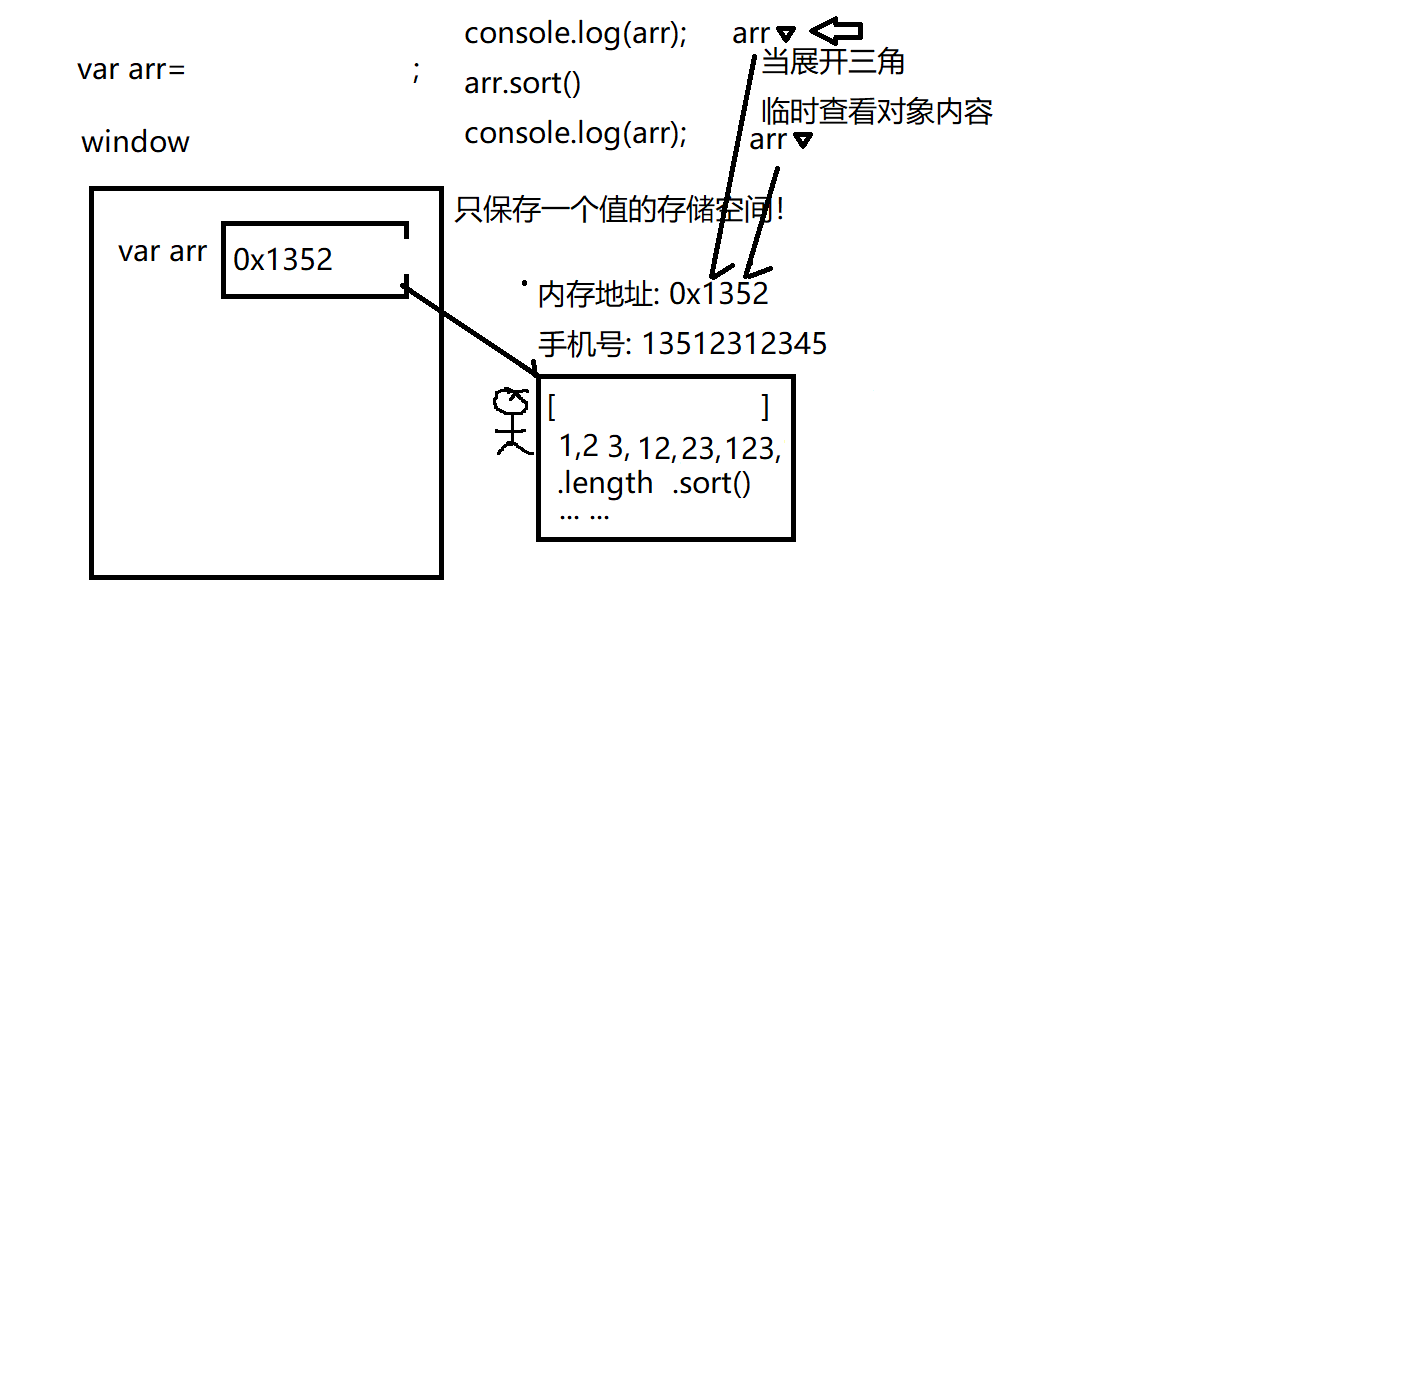 console.log(arr); arr
当展开三角
var arr= ;
arr.sort()
临时查看对象内容
console.log(arr); arr
window
只保存一个值的存储空间!
var arr 0x1352
内存地址: 0x1352
手机号: 13512312345
[ ]
1,2 3, 12, 23, 123,
.length .sort()
... ...